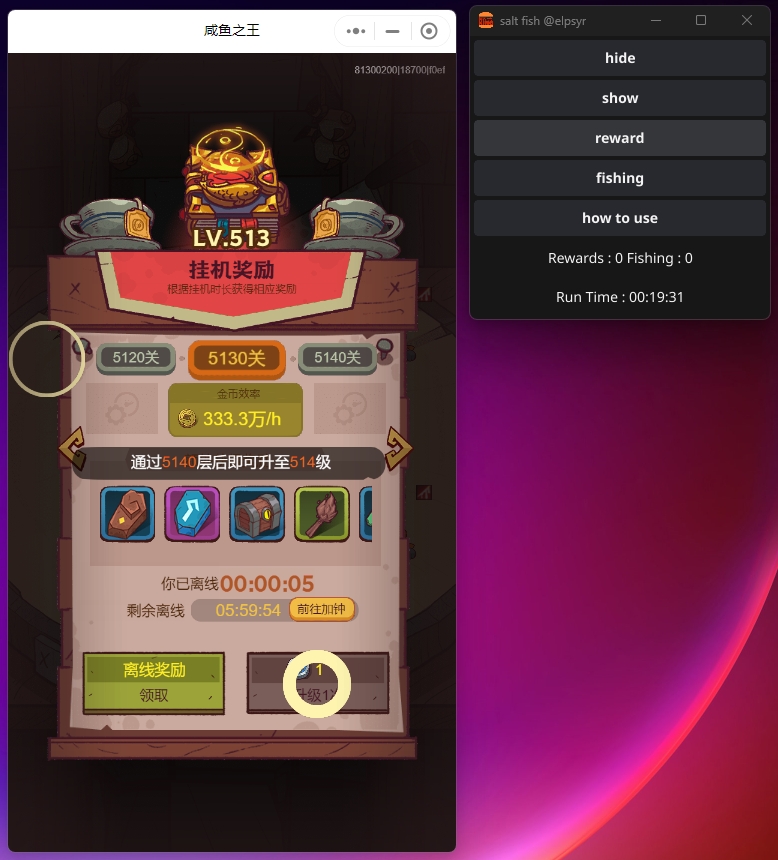 咸鱼之王
81300200|18700|f0ef
LV.513
挂机奖励
根据挂机时长获得相应奖励
5120关
5130关
5140关
金币效率
333.3万/h
通过5140层后即可升至514级
你已离线00:00:05
剩余离线 05:59:54 前往加钟
离线奖励
领取
1
升级1
salt fish @elpsyr
hide
show
reward
fishing
how to use
Rewards : 0 Fishing : 0
Run Time : 00:19:31